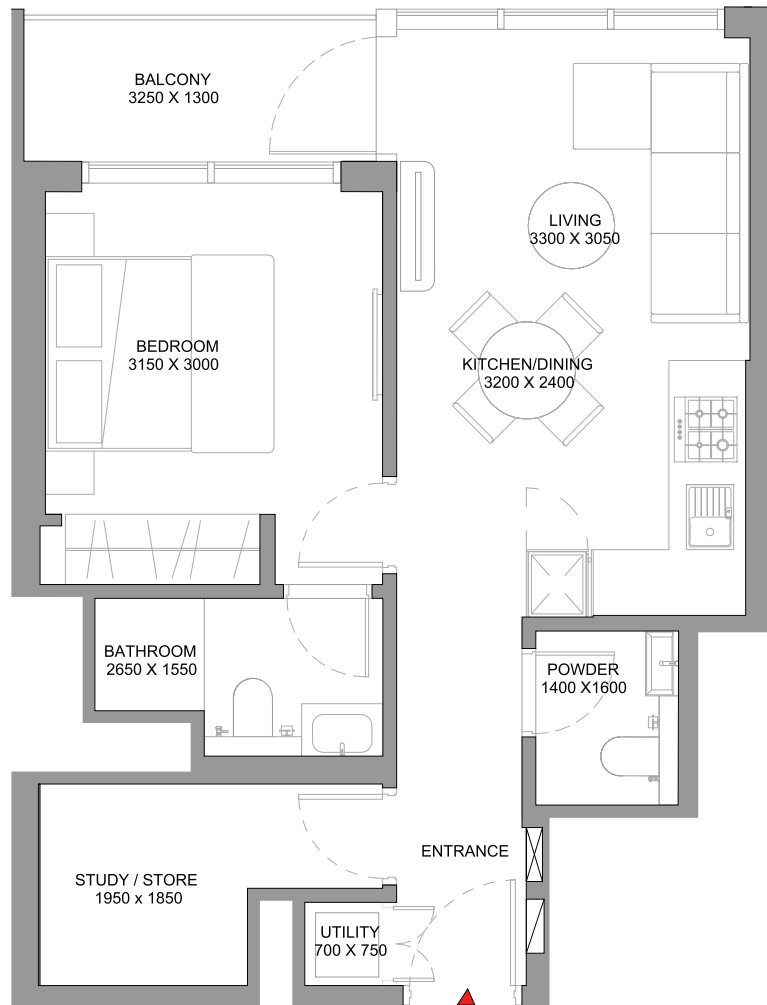 BALCONY
3250 X 1300
LIVING
3300 X 3050
BEDROOM
3150 X 3000
KITCHEN/DINING
3200 X 2400
BATHROOM
2650 X 1550
POWDER
1400 X1600
ENTRANCE
STUDY / STORE
1950 x 1850
UTILITY
700 X 750